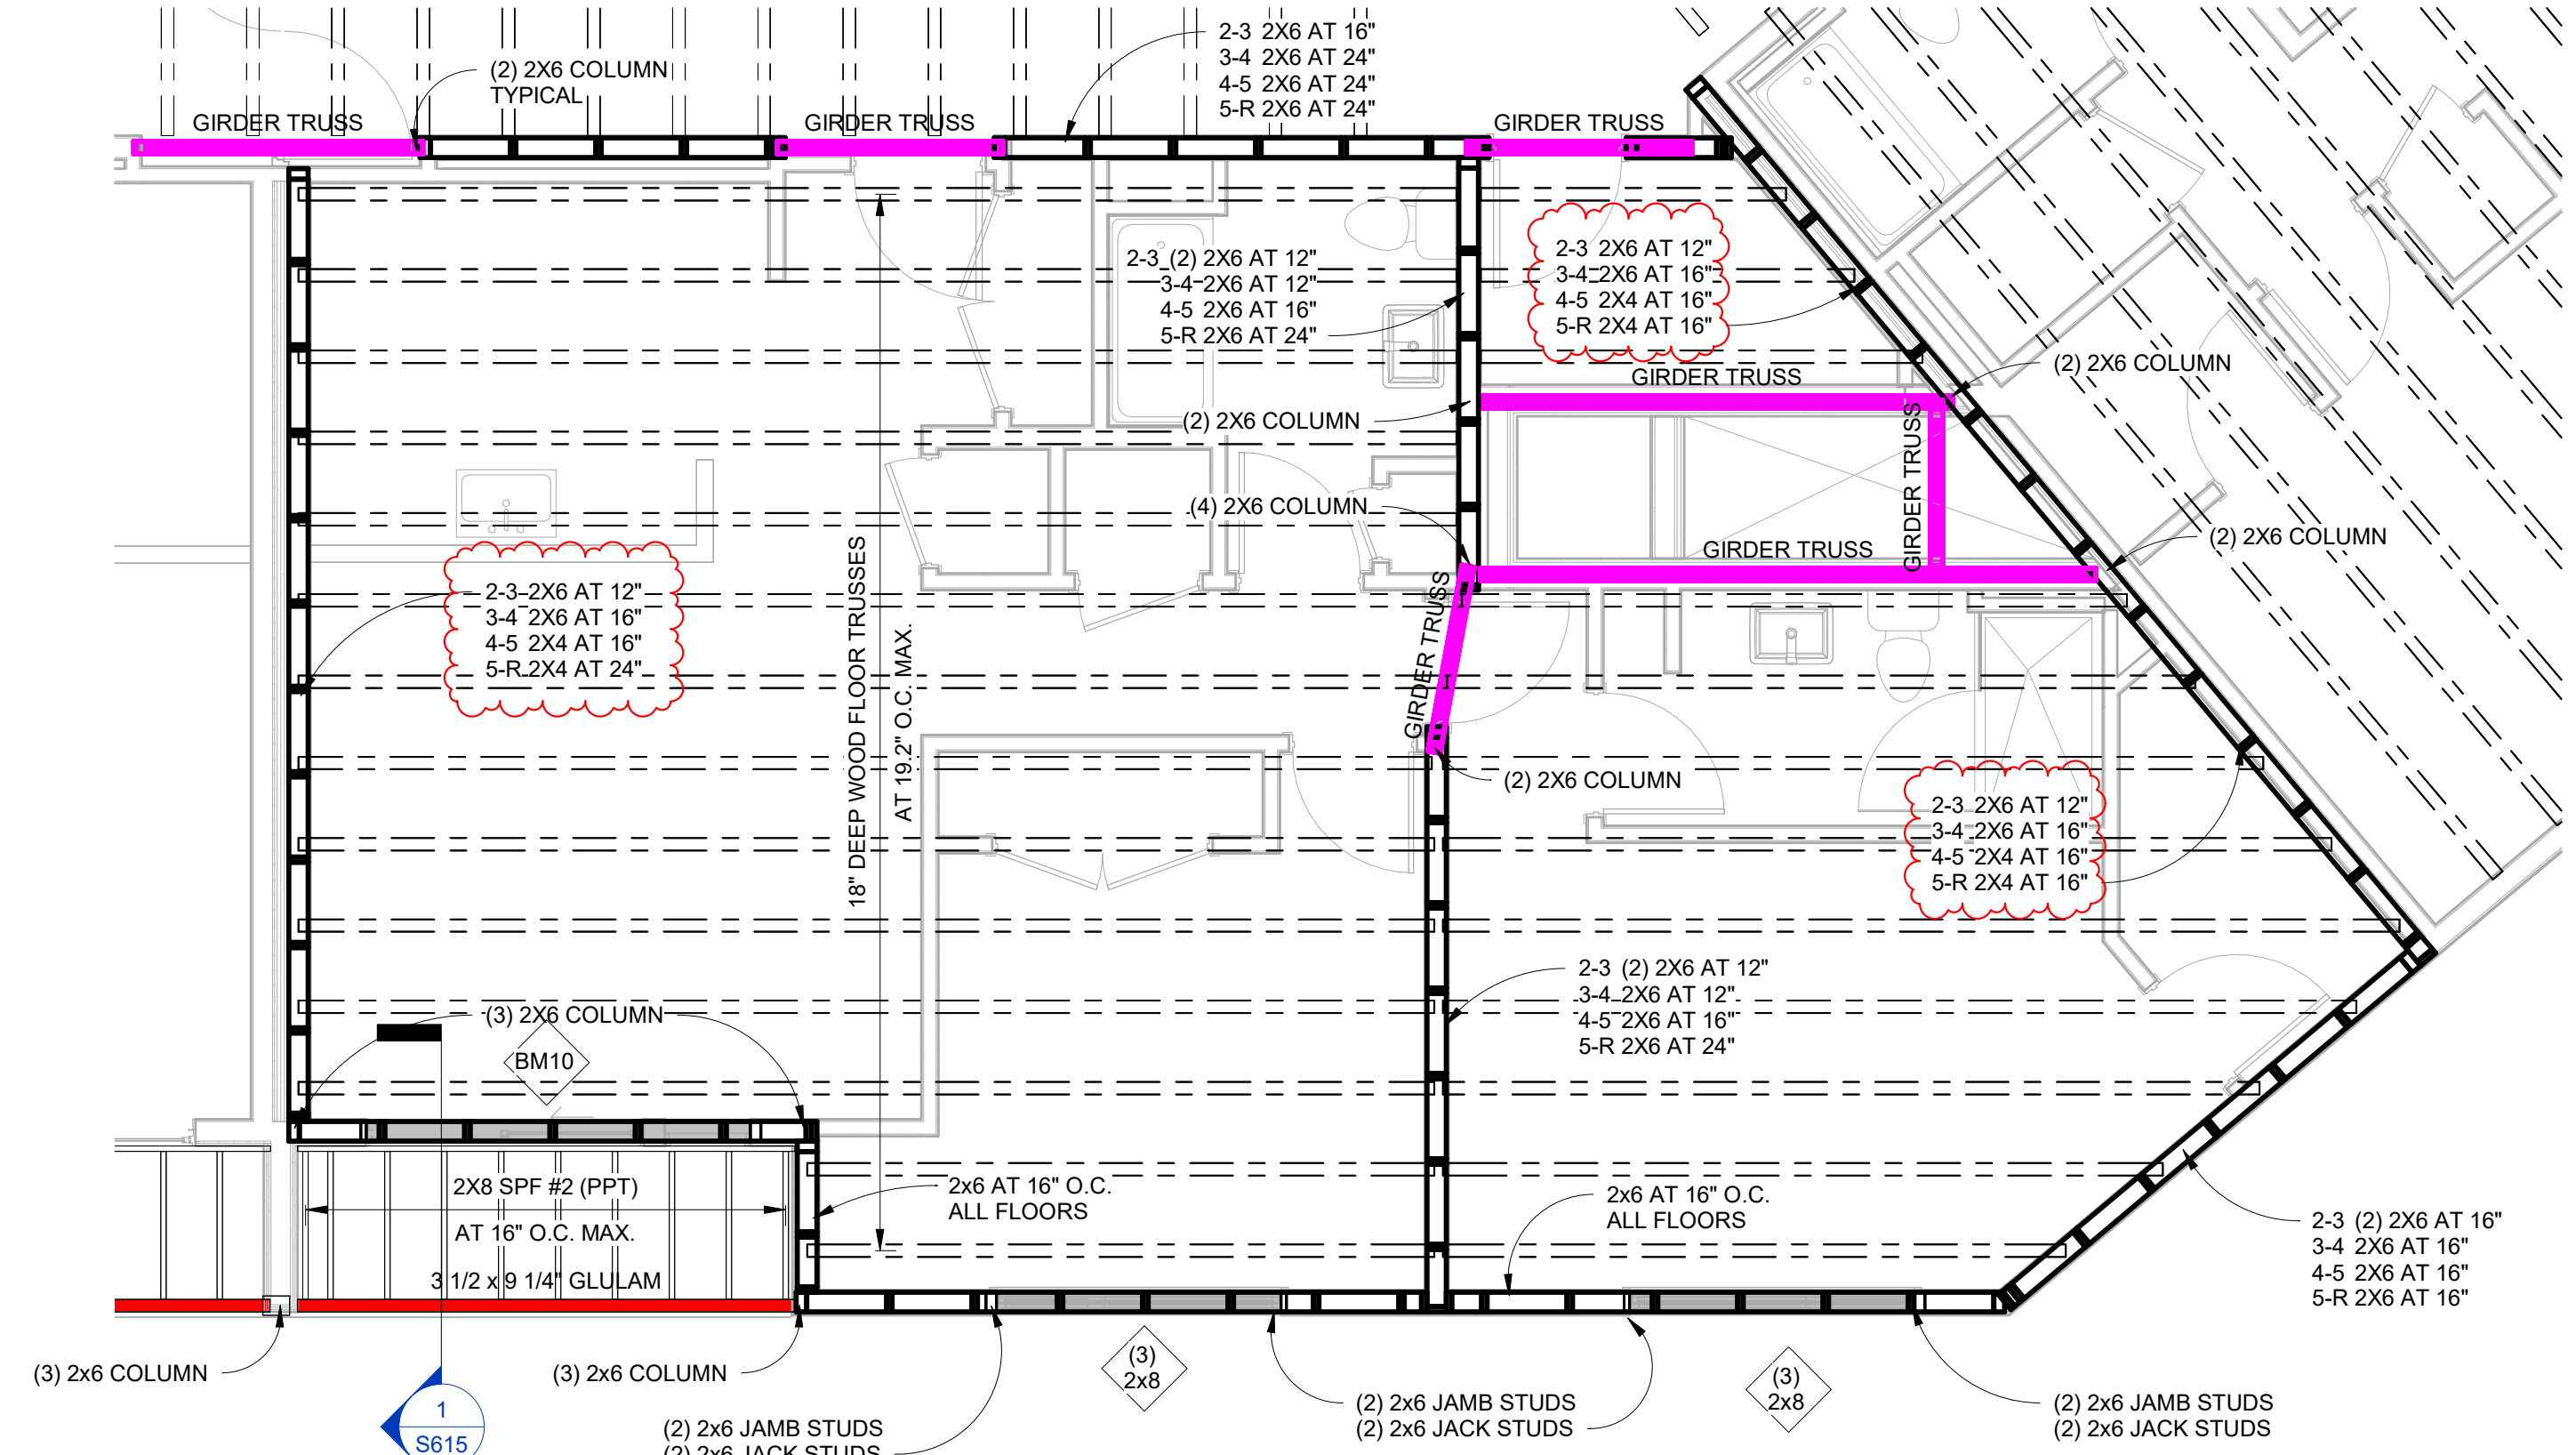 2-3 2X6 AT 16"
3-4 2X6 AT 24"
4-5 2X6 AT 24"
5-R 2X6 AT 24"
(2) 2X6 COLUMN
TYPICAL
GIRDER TRUSS
GIRDER TRUSS
GIRDER TRUSS
2-3 (2) 2X6 AT 12"
3-4 2X6 AT 12"
4-5 2X6 AT 16"
5-R 2X6 AT 24"
2-3 2X6 AT 12"
3-4 2X6 AT 16"
4-5 2X4 AT 16"
5-R 2X4 AT 16"
(2) 2X6 COLUMN
GIRDER TRUSS
(2) 2X6 COLUMN
GIRDER TRUSS
(4) 2X6 COLUMN
GIRDER TRUSS
(2) 2X6 COLUMN
2-3 2X6 AT 12"
3-4 2X6 AT 16"
4-5 2X4 AT 16"
5-R 2X4 AT 24"
18" DEEP WOOD FLOOR TRUSSES
AT 19.2" O.C. MAX.
GIRDER TRUSS
(2) 2X6 COLUMN
2-3 2X6 AT 12"
3-4 2X6 AT 16"
4-5 2X4 AT 16"
5-R 2X4 AT 16"
2-3 (2) 2X6 AT 12"
3-4 2X6 AT 12"
4-5 2X6 AT 16"
5-R 2X6 AT 24"
(3) 2X6 COLUMN
BM10
2X8 SPF #2 (PPT)
AT 16" O.C. MAX.
3 1/2 x 9 1/4" GLULAM
2x6 AT 16" O.C.
ALL FLOORS
2x6 AT 16" O.C.
ALL FLOORS
2-3 (2) 2X6 AT 16"
3-4 2X6 AT 16"
4-5 2X6 AT 16"
5-R 2X6 AT 16"
(3) 2x6 COLUMN
(3) 2x6 COLUMN
(3)
2x8
(3)
2x8
1
S615
(2) 2x6 JAMB STUDS
(2) 2x6 JACK STUDS
(2) 2x6 JAMB STUDS
(2) 2x6 JACK STUDS
(2) 2x6 JAMB STUDS
(2) 2x6 JACK STUDS